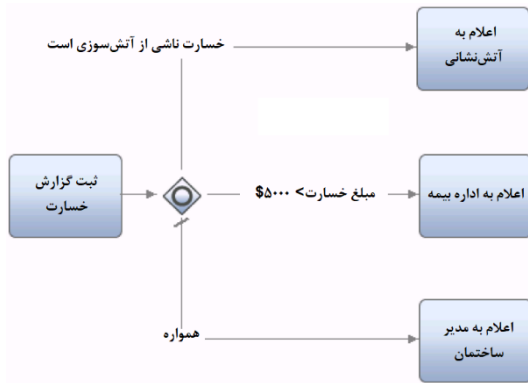 اعلام به
آتش‌نشانی
خسارت ناشی از آتش‌سوزی است
ثبت گزارش
خسارت
مبلغ خسارت> ۵۰۰۰$
اعلام به اداره بیمه
همواره
اعلام به مدیر
ساختمان